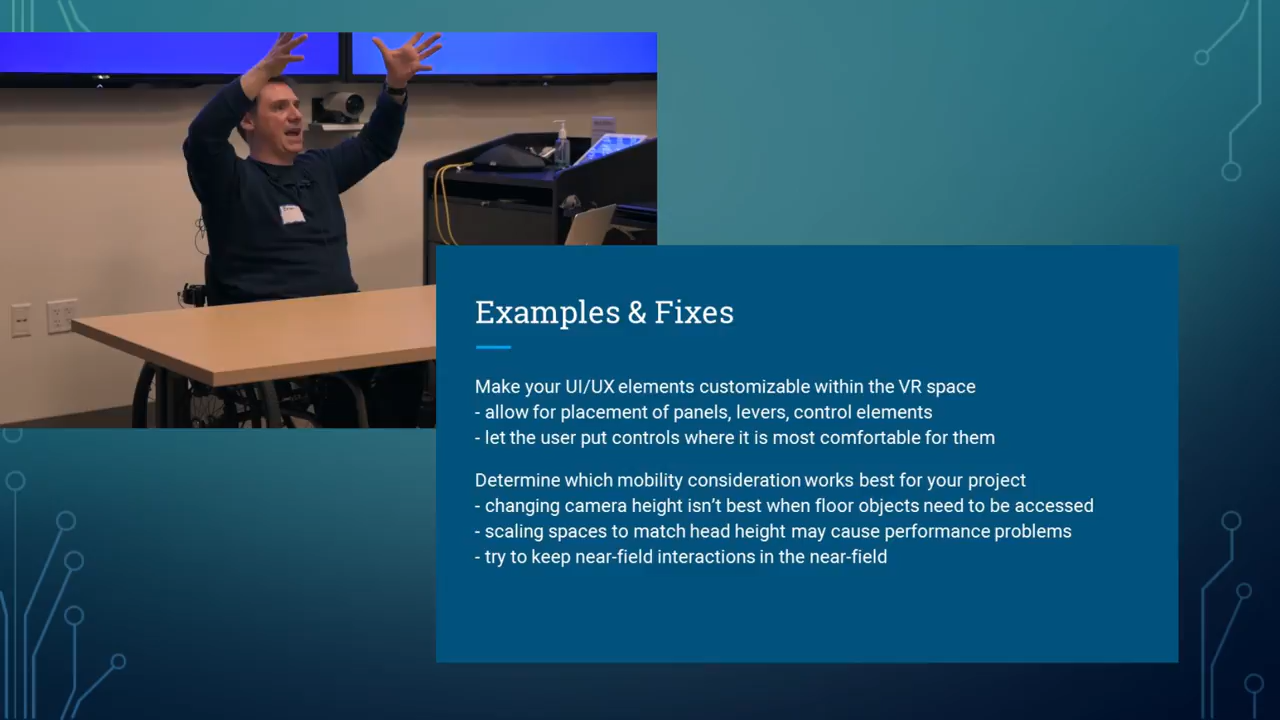 Examples & Fixes
Make your UI/UX elements customizable within the VR space
- allow for placement of panels, levers, control elements
- let the user put controls where it is most comfortable for them
Determine which mobility consideration works best for your project
- changing camera height isn’t best when floor objects need to be accessed
- scaling spaces to match head height may cause performance problems
- try to keep near-field interactions in the near-field